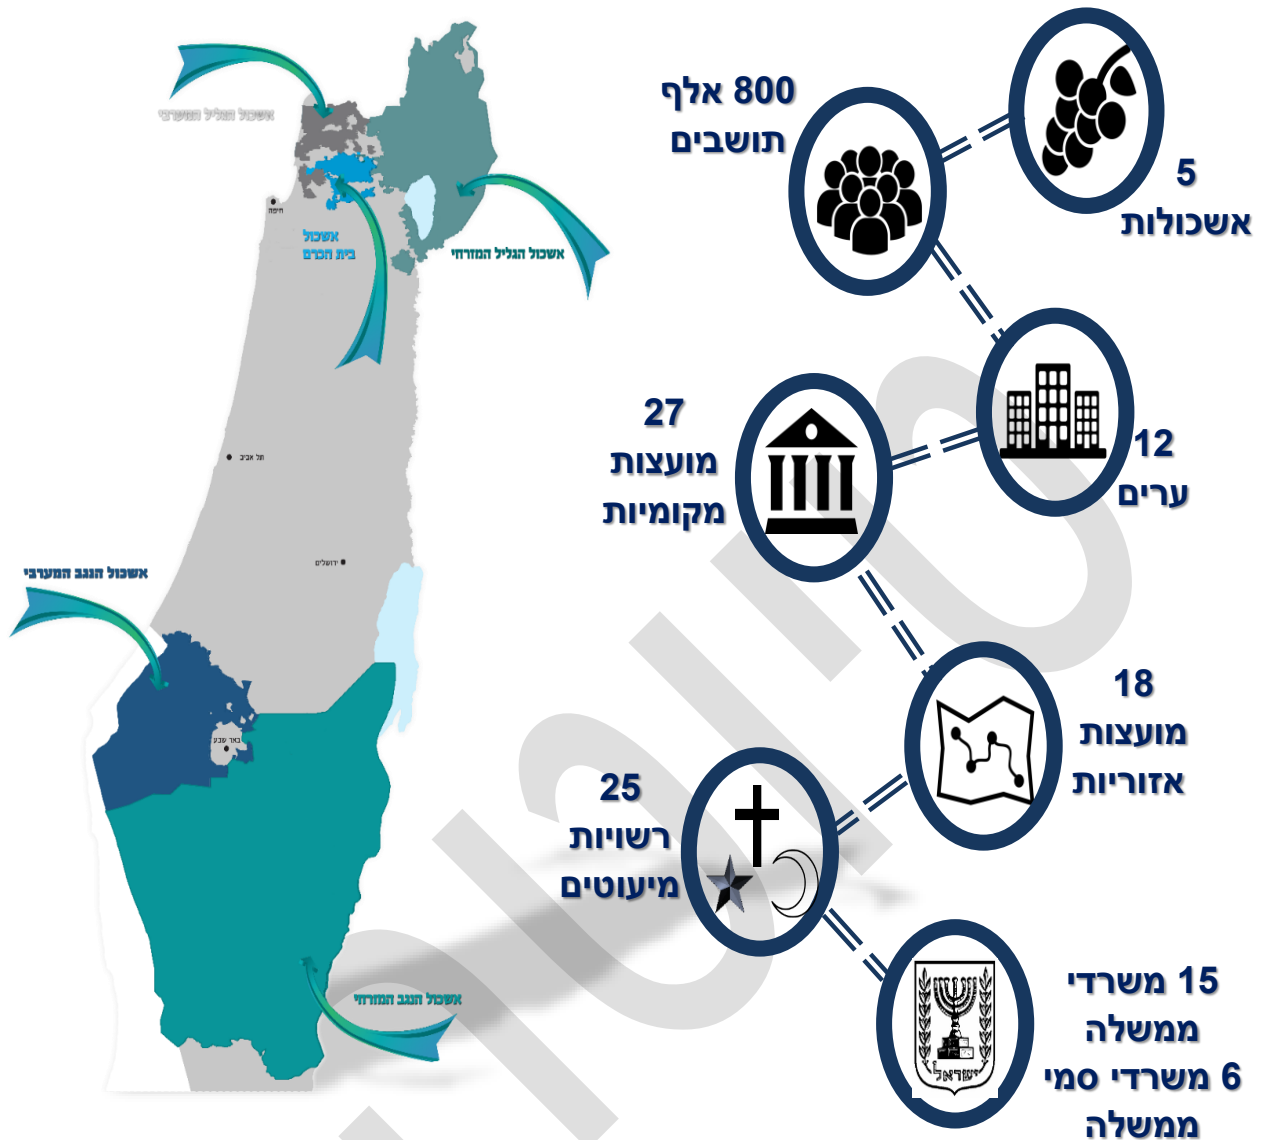 5
אשכולות
800 אלף
תושבים
12
ערים
27
מועצות
מקומיות
18
מועצות
אזוריות
25
רשויות
מיעוטים
15 משרדי
ממשלה
6 משרדי סמי
ממשלה
ישראל
אשכול הגליל המערבי
חיפה
אשכול
בית הכרם
אשכול הגליל המזרחי
תל אביב
ירושלים
אשכול הנגב המערבי
באר שבע
אשכול הנגב המזרחי